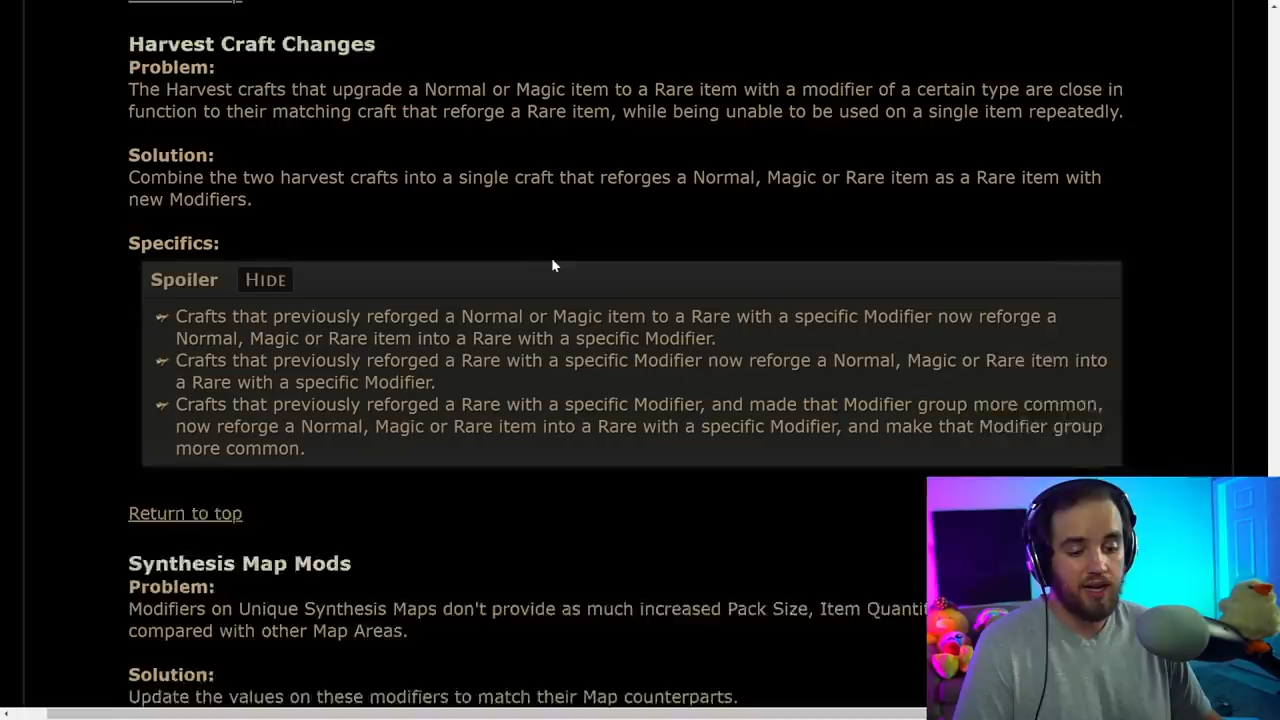 Harvest Craft Changes
Problem:
The Harvest crafts that upgrade a Normal or Magic item to a Rare item with a modifier of a certain type are close in
function to their matching craft that reforge a Rare item, while being unable to be used on a single item repeatedly.
Solution:
Combine the two harvest crafts into a single craft that reforges a Normal, Magic or Rare item as a Rare item with
new Modifiers.
Specifics:
Spoiler HIDE
Crafts that previously reforged a Normal or Magic item to a Rare with a specific Modifier now reforge a
Normal, Magic or Rare item into a Rare with a specific Modifier.
Crafts that previously reforged a Rare with a specific Modifier now reforge a Normal, Magic or Rare item into
a Rare with a specific Modifier.
Crafts that previously reforged a Rare with a specific Modifier, and made that Modifier group more common,
now reforge a Normal, Magic or Rare item into a Rare with a specific Modifier, and make that Modifier group
more common.
Return to top
Synthesis Map Mods
Problem:
Modifiers on Unique Synthesis Maps don't provide as much increased Pack Size, Item
compared with other Map Areas.
Solution:
Update the values on these modifiers to match their Map counterparts.